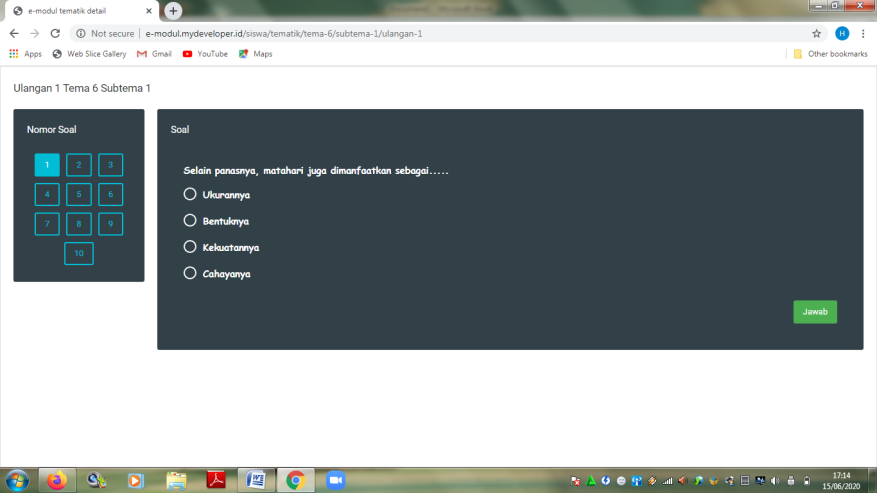 e-modul tematik detail
Not secure | e-modul.mydeveloper.id/siswa/tematik/tema-6/subtema-1/ulangan-1
H
Apps Web Slice Gallery Gmail YouTube Maps Other bookmarks
Ulangan 1 Tema 6 Subtema 1
Nomor Soal
1 2 3
4 5 6
7 8 9
10
Soal
Selain panasnya, matahari juga dimanfaatkan sebagai.....
Ukurannya
Bentuknya
Kekuatannya
Cahayanya
Jawab
17:14
15/06/2020